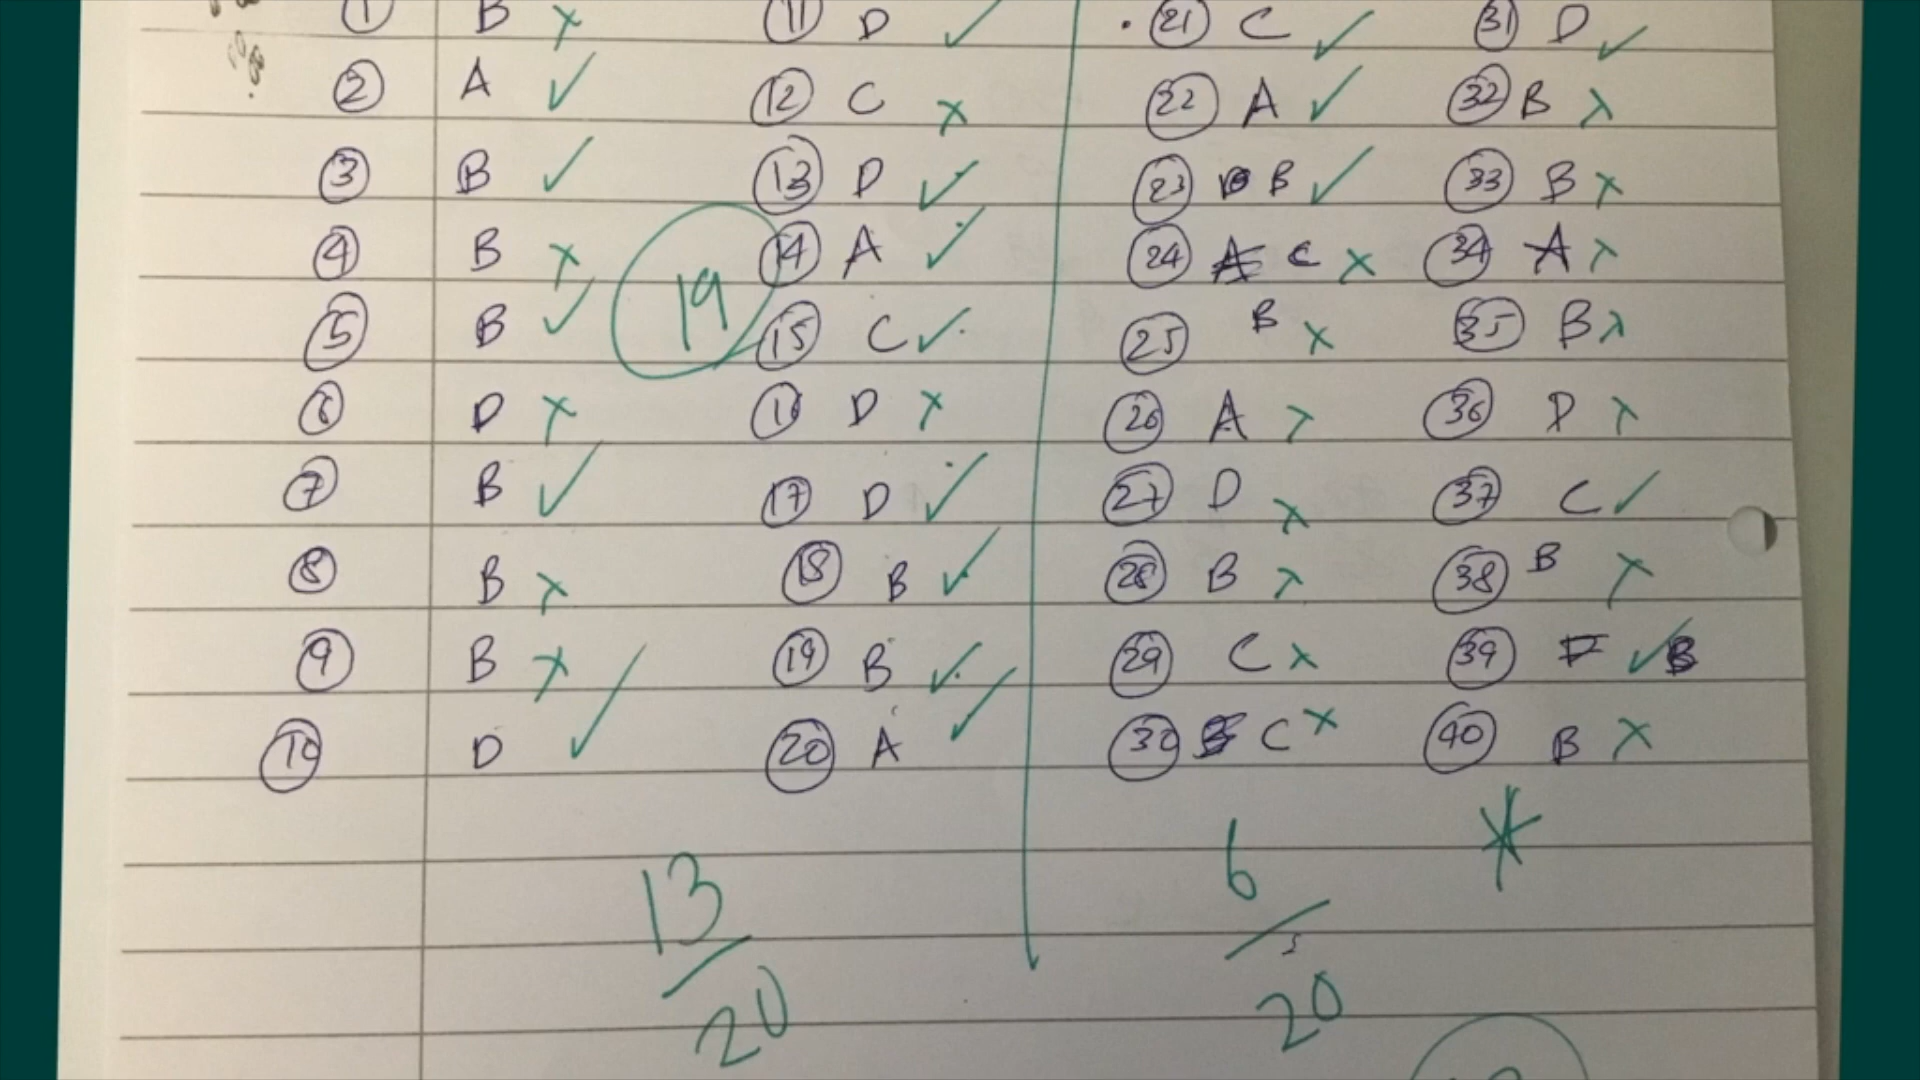 1 B x 11 D ✓ 21 C ✓ 31 D ✓
2 A ✓ 12 C x 22 A ✓ 32 B x
3 B ✓ 13 D ✓ 23 B ✓ 33 B x
4 B x 14 A ✓ 24 A C x 34 A x
19
5 B ✓ 15 C ✓ 25 B x 35 B x
6 D x 16 D x 26 A x 36 D x
7 B ✓ 17 D ✓ 27 D x 37 C ✓
8 B x 18 B ✓ 28 B x 38 B x
9 B x 19 B ✓ 29 C x 39 ✓ B
10 D ✓ 20 A ✓ 30 C x 40 B x
13/20 6/20 *